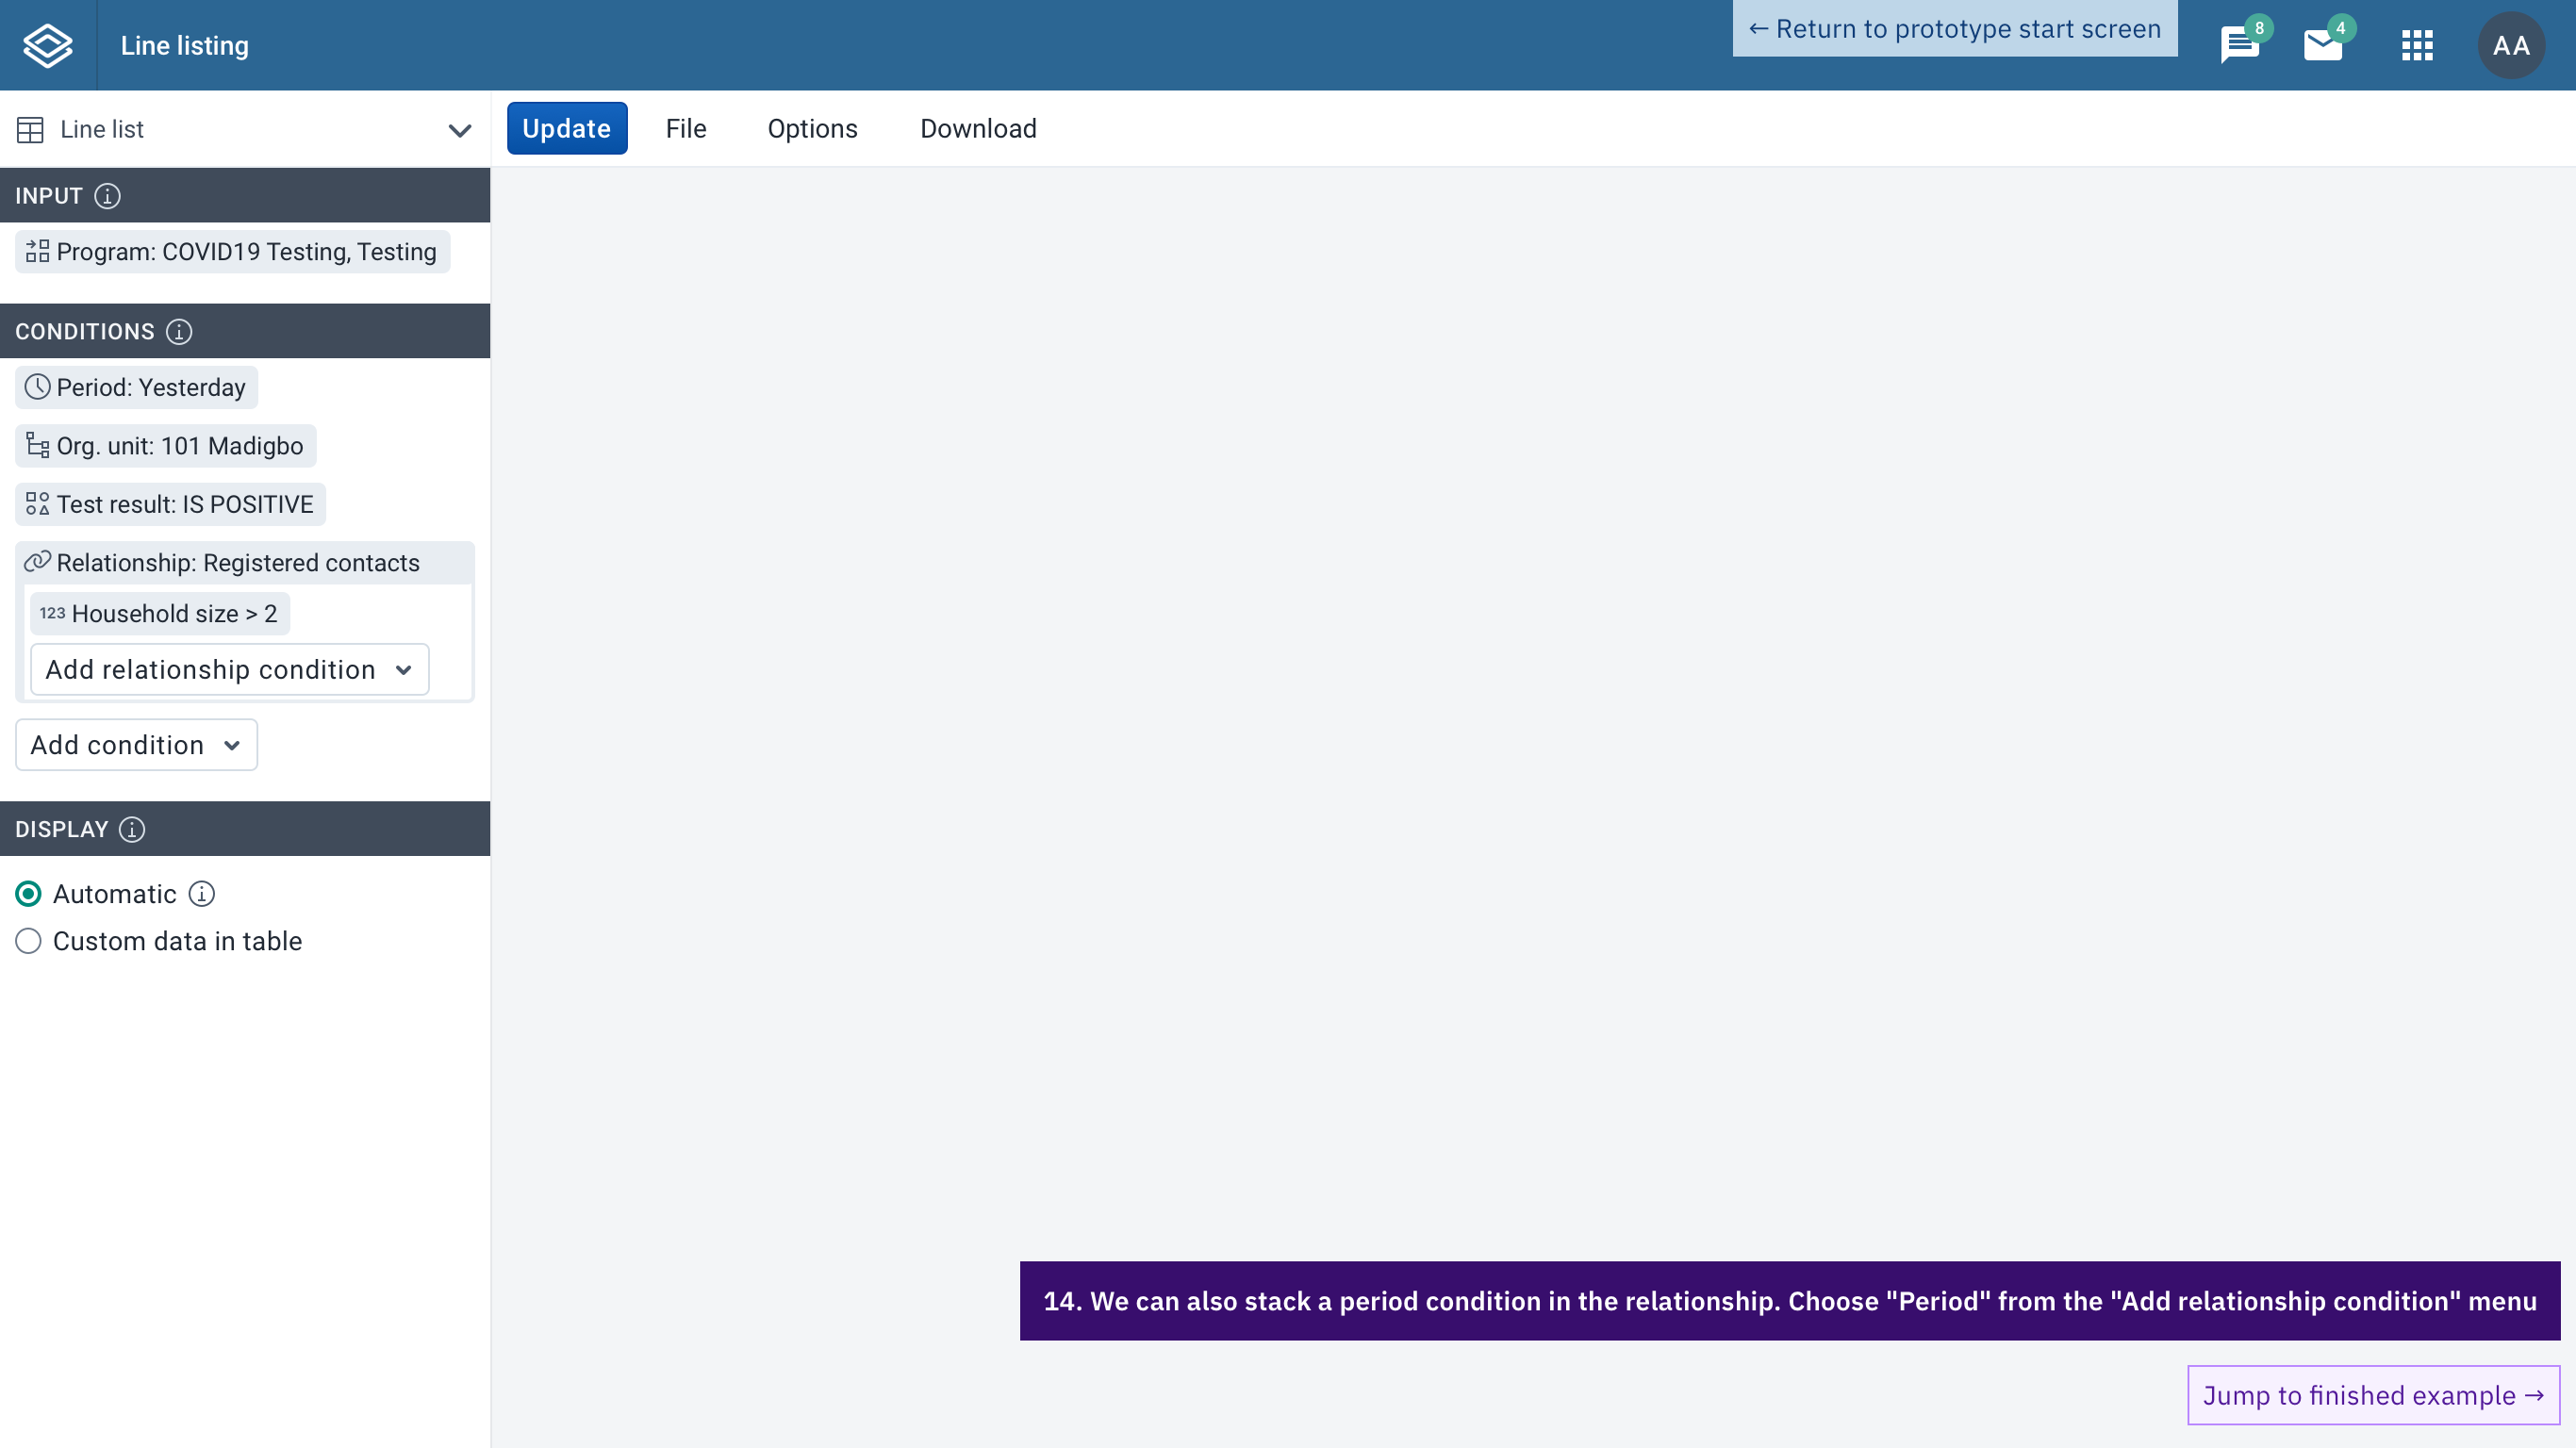 Line listing
← Return to prototype start screen
8
4
AA
Line list
Update
File
Options
Download
INPUT
Program: COVID19 Testing, Testing
CONDITIONS
Period: Yesterday
Org. unit: 101 Madigbo
Test result: IS POSITIVE
Relationship: Registered contacts
123 Household size > 2
Add relationship condition
Add condition
DISPLAY
Automatic
Custom data in table
14. We can also stack a period condition in the relationship. Choose "Period" from the "Add relationship condition" menu
Jump to finished example →